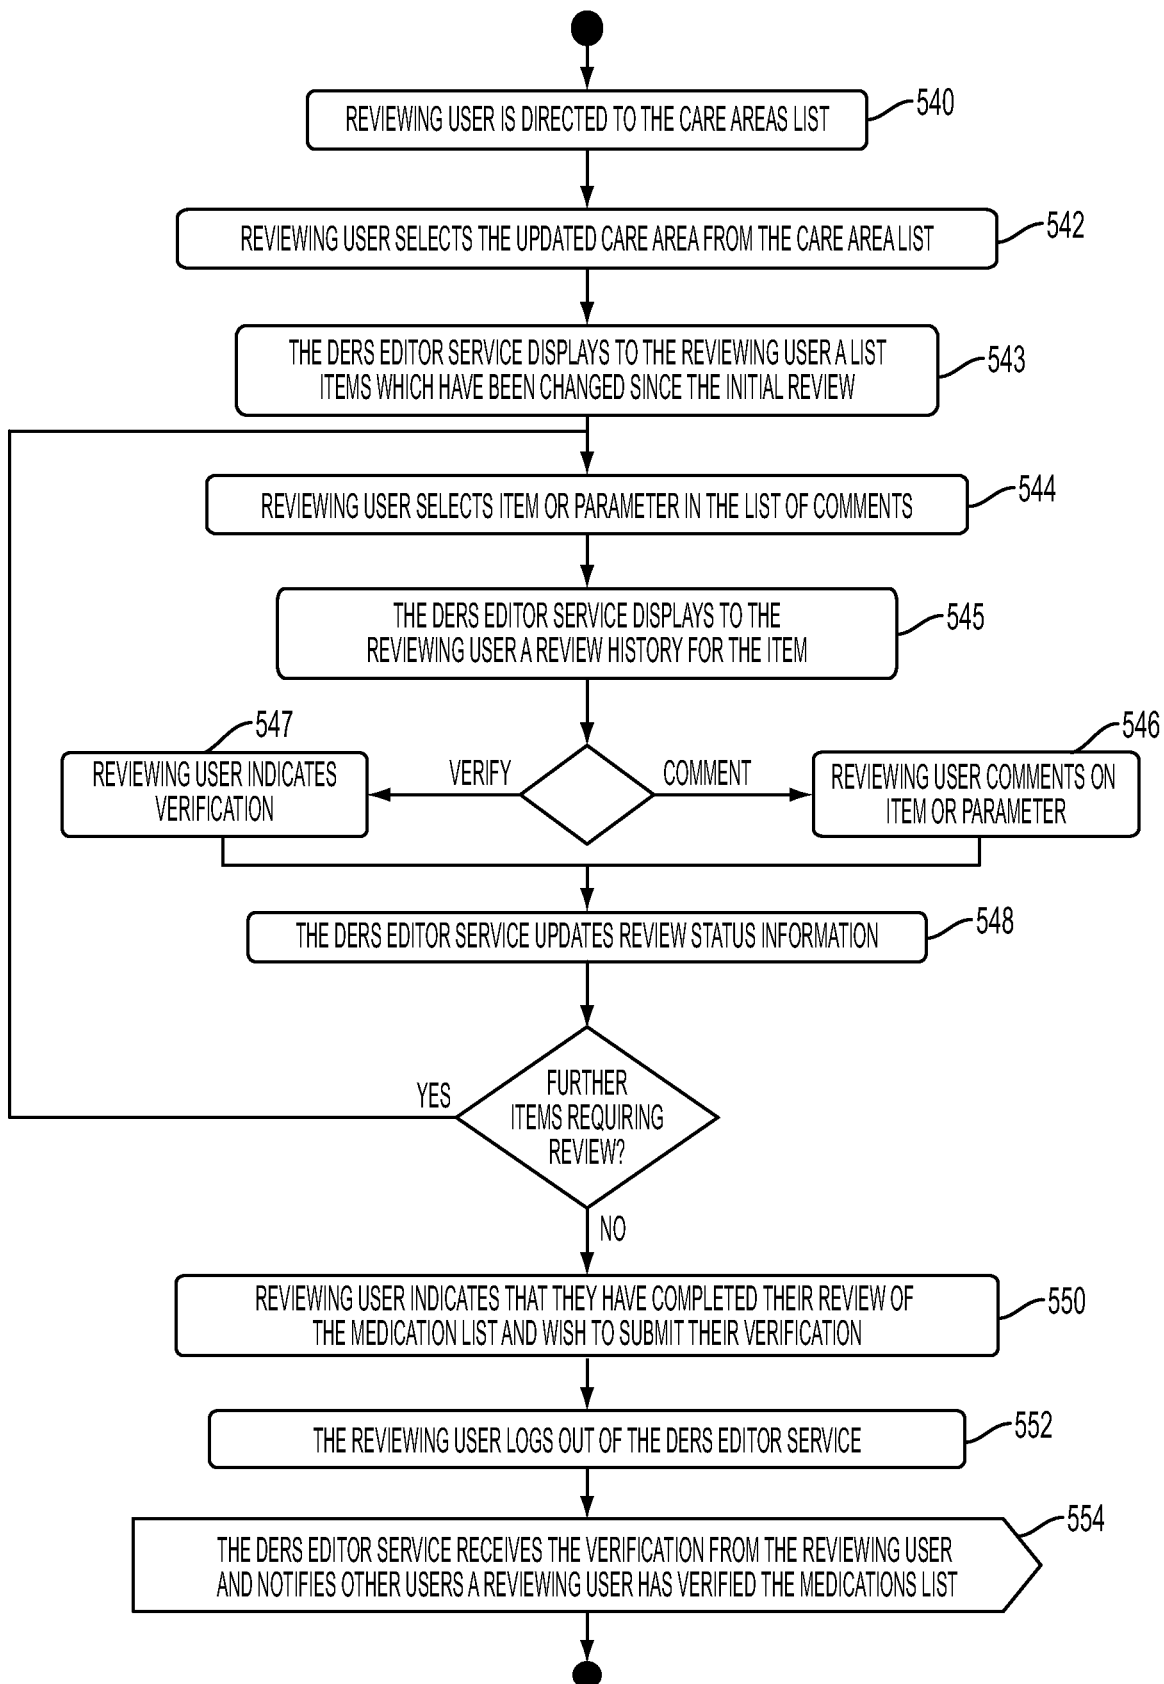 REVIEWING USER IS DIRECTED TO THE CARE AREAS LIST
540
REVIEWING USER SELECTS THE UPDATED CARE AREA FROM THE CARE AREA LIST
542
THE DERS EDITOR SERVICE DISPLAYS TO THE REVIEWING USER A LIST
ITEMS WHICH HAVE BEEN CHANGED SINCE THE INITIAL REVIEW
543
REVIEWING USER SELECTS ITEM OR PARAMETER IN THE LIST OF COMMENTS
544
THE DERS EDITOR SERVICE DISPLAYS TO THE
REVIEWING USER A REVIEW HISTORY FOR THE ITEM
545
547
REVIEWING USER INDICATES
VERIFICATION
VERIFY
COMMENT
546
REVIEWING USER COMMENTS ON
ITEM OR PARAMETER
THE DERS EDITOR SERVICE UPDATES REVIEW STATUS INFORMATION
548
YES
FURTHER
ITEMS REQUIRING
REVIEW?
NO
REVIEWING USER INDICATES THAT THEY HAVE COMPLETED THEIR REVIEW OF
THE MEDICATION LIST AND WISH TO SUBMIT THEIR VERIFICATION
550
THE REVIEWING USER LOGS OUT OF THE DERS EDITOR SERVICE
552
THE DERS EDITOR SERVICE RECEIVES THE VERIFICATION FROM THE REVIEWING USER
AND NOTIFIES OTHER USERS A REVIEWING USER HAS VERIFIED THE MEDICATIONS LIST
554